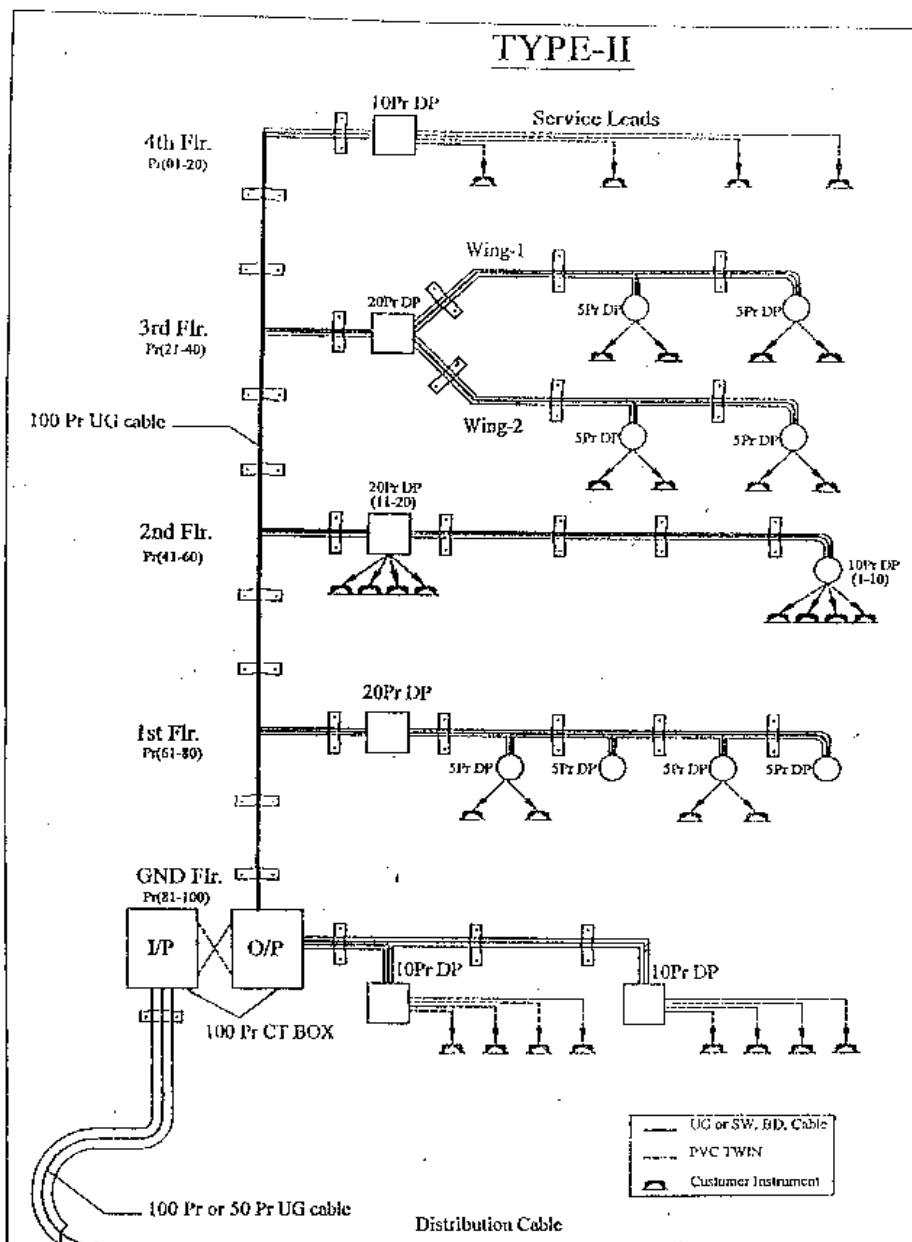 TYPE-II
10Pr DP
Service Leads
4th Flr.
Pr(01-20)
Wing-1
20Pr DP
5Pr DP
5Pr DP
3rd Flr.
Pr(21-40)
100 Pr UG cable
Wing-2
5Pr DP
5Pr DP
20Pr DP
(11-20)
2nd Flr.
Pr(41-60)
10Pr DP
(1-10)
20Pr DP
1st Flr.
Pr(61-80)
5Pr DP
5Pr DP
5Pr DP
5Pr DP
GND Flr.
Pr(81-100)
I/P
O/P
10Pr DP
10Pr DP
100 Pr CT BOX
UG or SW. BD. Cable
PVC TWIN
Custumer Instrument
100 Pr or 50 Pr UG cable
Distribution Cable